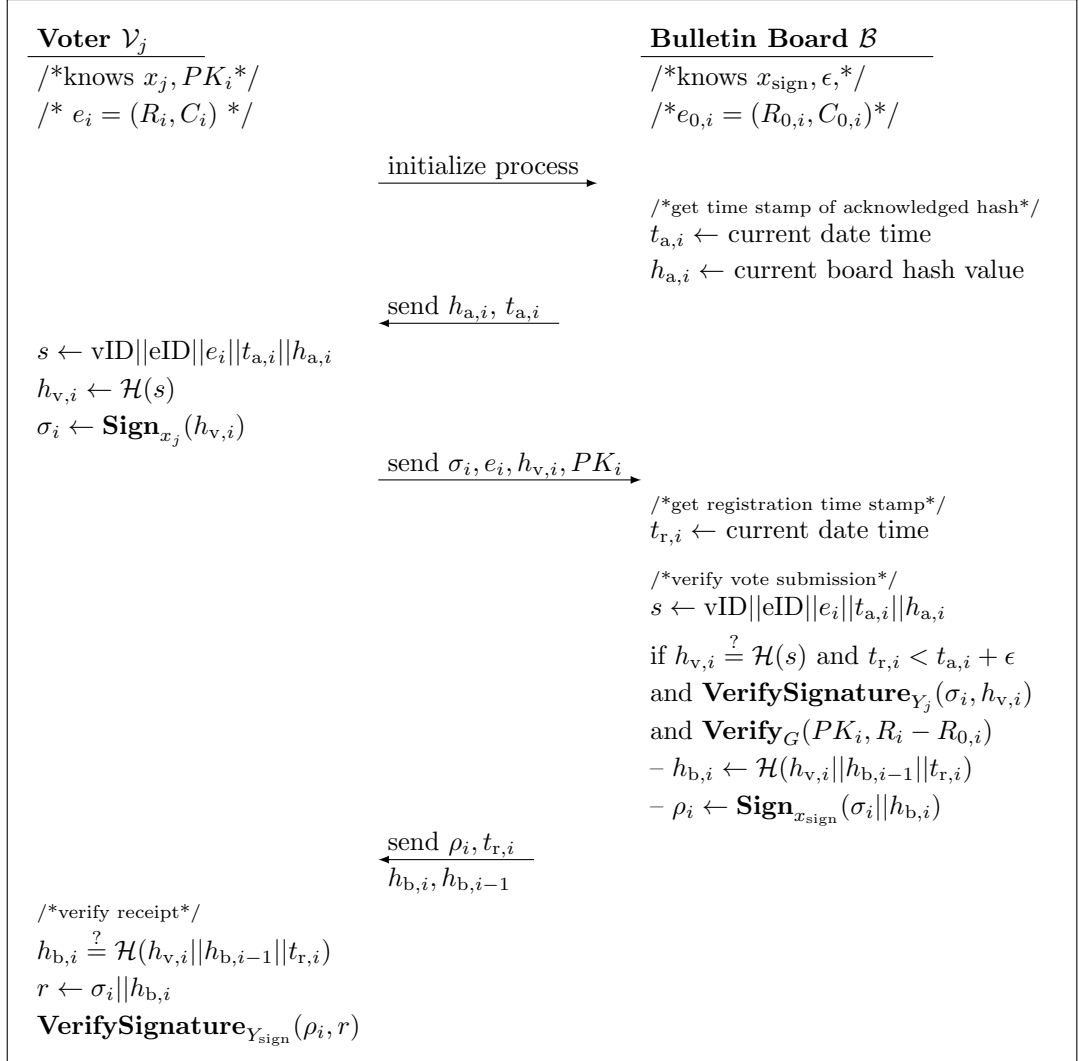 Voter 𝒱_j
Bulletin Board ℬ
/*knows x_j, PK_i*/
/*knows x_sign, ϵ,*/
/* e_i = (R_i, C_i) */
/*e_{0,i} = (R_{0,i}, C_{0,i})*/
initialize process
/*get time stamp of acknowledged hash*/
t_{a,i} ← current date time
h_{a,i} ← current board hash value
send h_{a,i}, t_{a,i}
s ← vID||eID||e_i||t_{a,i}||h_{a,i}
h_{v,i} ← ℋ(s)
σ_i ← Sign_{x_j}(h_{v,i})
send σ_i, e_i, h_{v,i}, PK_i
/*get registration time stamp*/
t_{r,i} ← current date time
/*verify vote submission*/
s ← vID||eID||e_i||t_{a,i}||h_{a,i}
if h_{v,i} ≟ ℋ(s) and t_{r,i} < t_{a,i} + ϵ
and VerifySignature_{Y_j}(σ_i, h_{v,i})
and Verify_G(PK_i, R_i − R_{0,i})
– h_{b,i} ← ℋ(h_{v,i}||h_{b,i−1}||t_{r,i})
– ρ_i ← Sign_{x_sign}(σ_i||h_{b,i})
send ρ_i, t_{r,i}
h_{b,i}, h_{b,i−1}
/*verify receipt*/
h_{b,i} ≟ ℋ(h_{v,i}||h_{b,i−1}||t_{r,i})
r ← σ_i||h_{b,i}
VerifySignature_{Y_sign}(ρ_i, r)